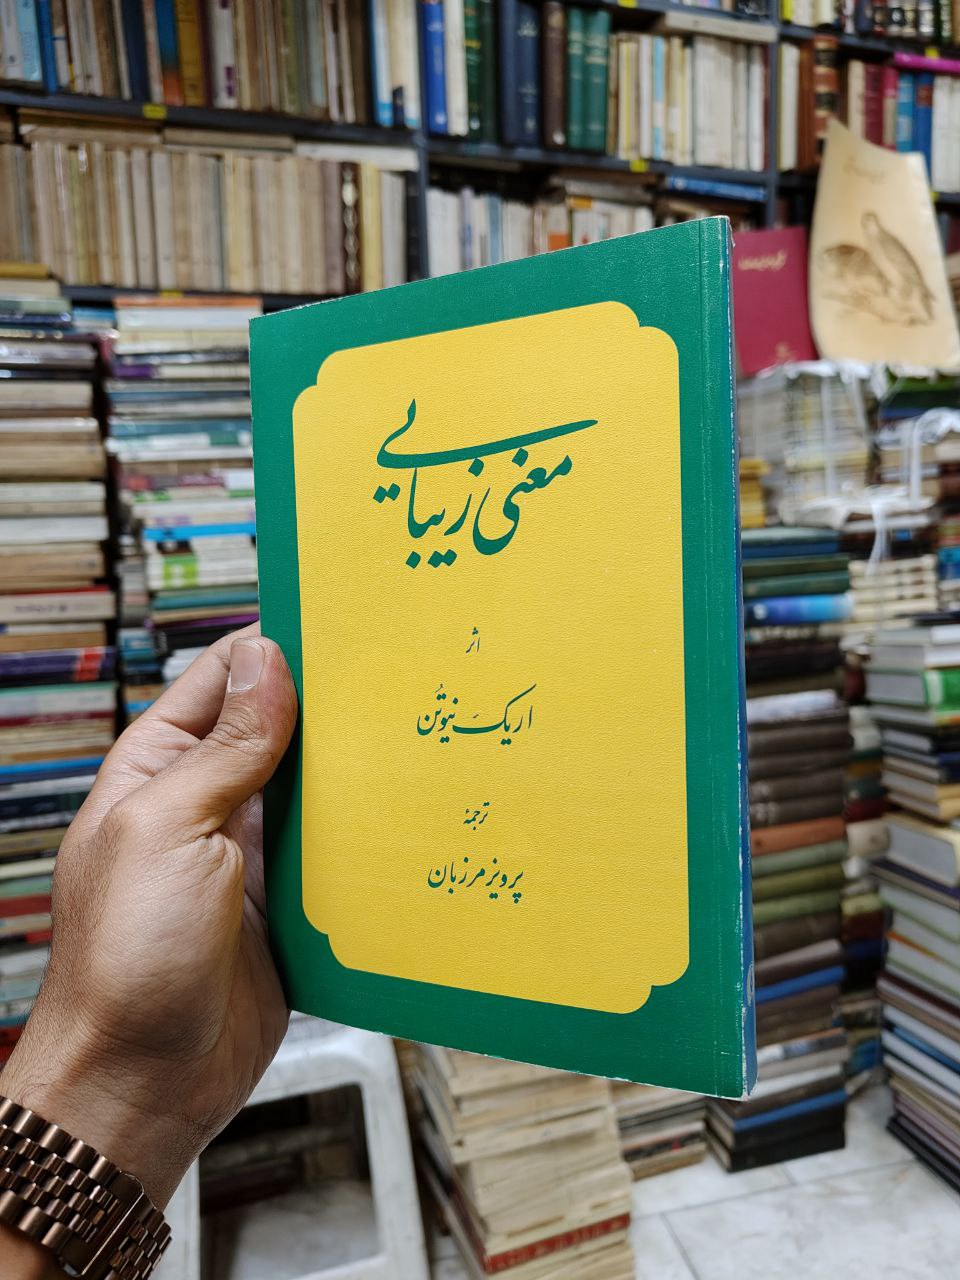 معنی زیبایی
اثر
اریک نیوتن
ترجمهٔ
پرویز مرزبان